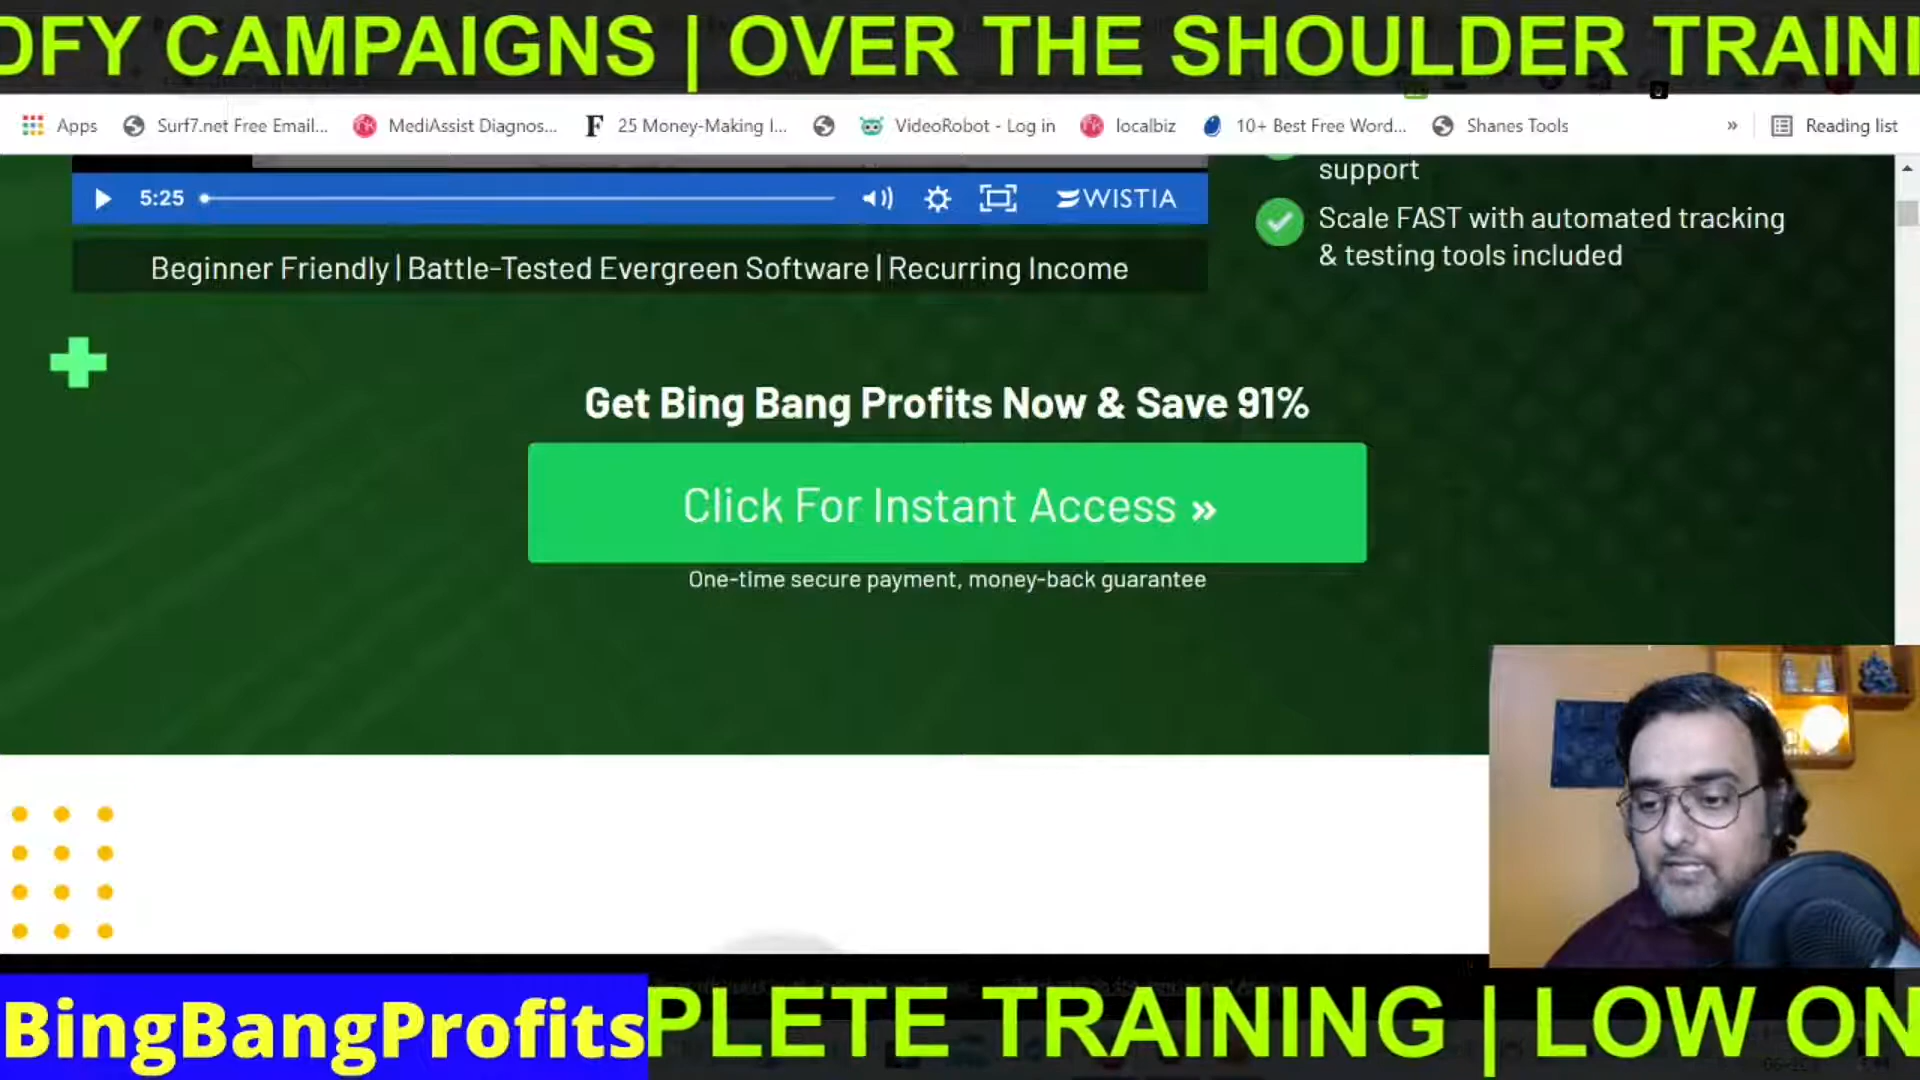 OFY CAMPAIGNS | OVER THE SHOULDER TRAINI
Apps
Surf7.net Free Email...
MediAssist Diagnos...
25 Money-Making I...
VideoRobot - Log in
localbiz
10+ Best Free Word...
Shanes Tools
»
Reading list
support
5:25
WISTIA
Scale FAST with automated tracking
& testing tools included
Beginner Friendly | Battle-Tested Evergreen Software | Recurring Income
Get Bing Bang Profits Now & Save 91%
Click For Instant Access »
One-time secure payment, money-back guarantee
BingBangProfits
PLETE TRAINING | LOW ON